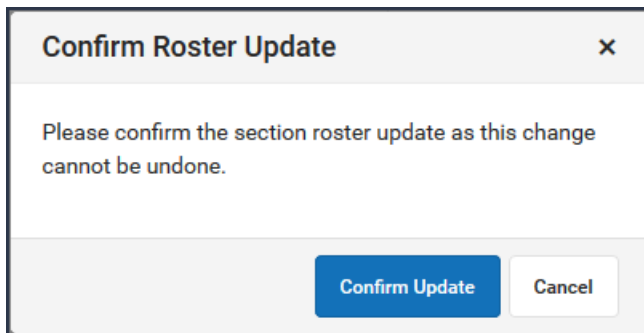 Confirm Roster Update
Please confirm the section roster update as this change
cannot be undone.
Confirm Update
Cancel